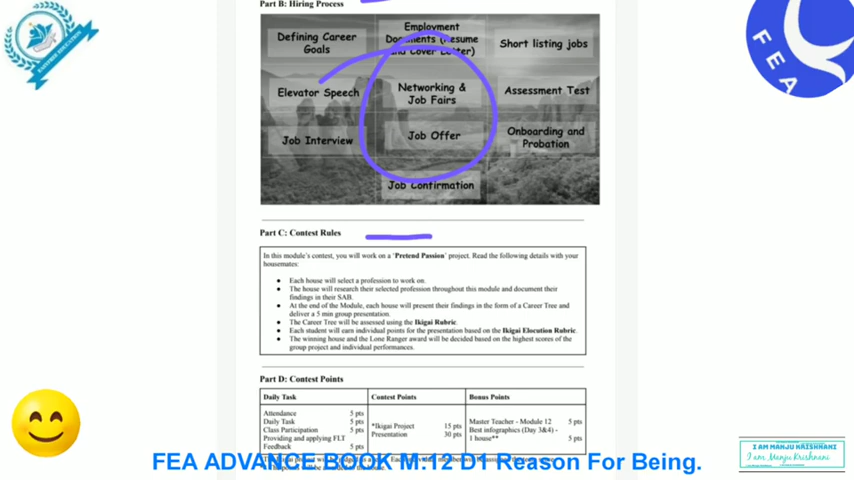 Part B: Hiring Process
Defining Career
Goals
Employment
Documents (Resume
and Cover Letter)
Short listing jobs
Elevator Speech
Networking &
Job Fairs
Assessment Test
Job Interview
Job Offer
Onboarding and
Probation
Job Confirmation
Part C: Contest Rules
In this module's contest, you will work on a 'Pretend Passion' project. Read the following details with your
housemates:
● Each house will select a profession to work on.
● The house will research their selected profession throughout this module and document their
findings in their SAB.
● At the end of the Module, each house will present their findings in the form of a Career Tree and
deliver a 5 min group presentation.
● The Career Tree will be assessed using the Ikigai Rubric.
● Each student will earn individual points for the presentation based on the Ikigai Elocution Rubric.
● The winning house and the Lone Ranger award will be decided based on the highest scores of the
group project and individual performances.
Part D: Contest Points
Daily Task Contest Points Bonus Points
Attendance 5 pts
Daily Task 5 pts
Class Participation 5 pts
Providing and applying FLT
Feedback 5 pts
*Ikigai Project 15 pts
Presentation 30 pts
Master Teacher - Module 12 5 pts
Best infographics (Day 3&4) -
1 house** 5 pts
FEA ADVANCE BOOK M:12 D1 Reason For Being.
FEA
I AM MANJU KRISHNANI
I am Manju Krishnani